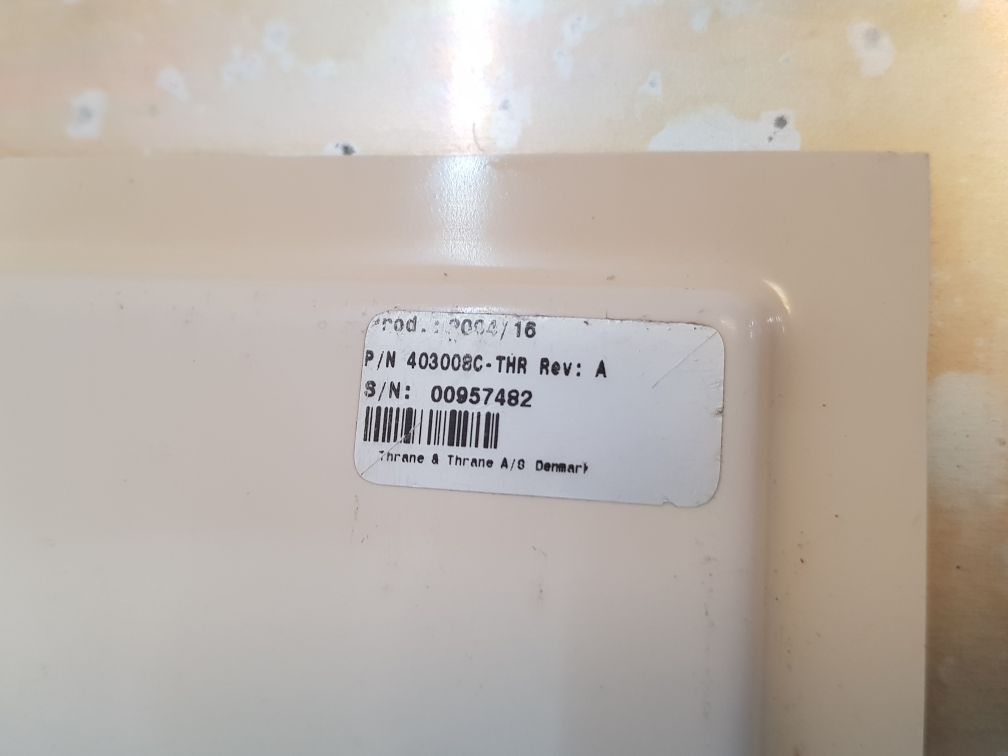 Prod.: 2004/16
P/N 403008C-THR Rev: A
S/N: 00957482
Thrane & Thrane A/S Denmark